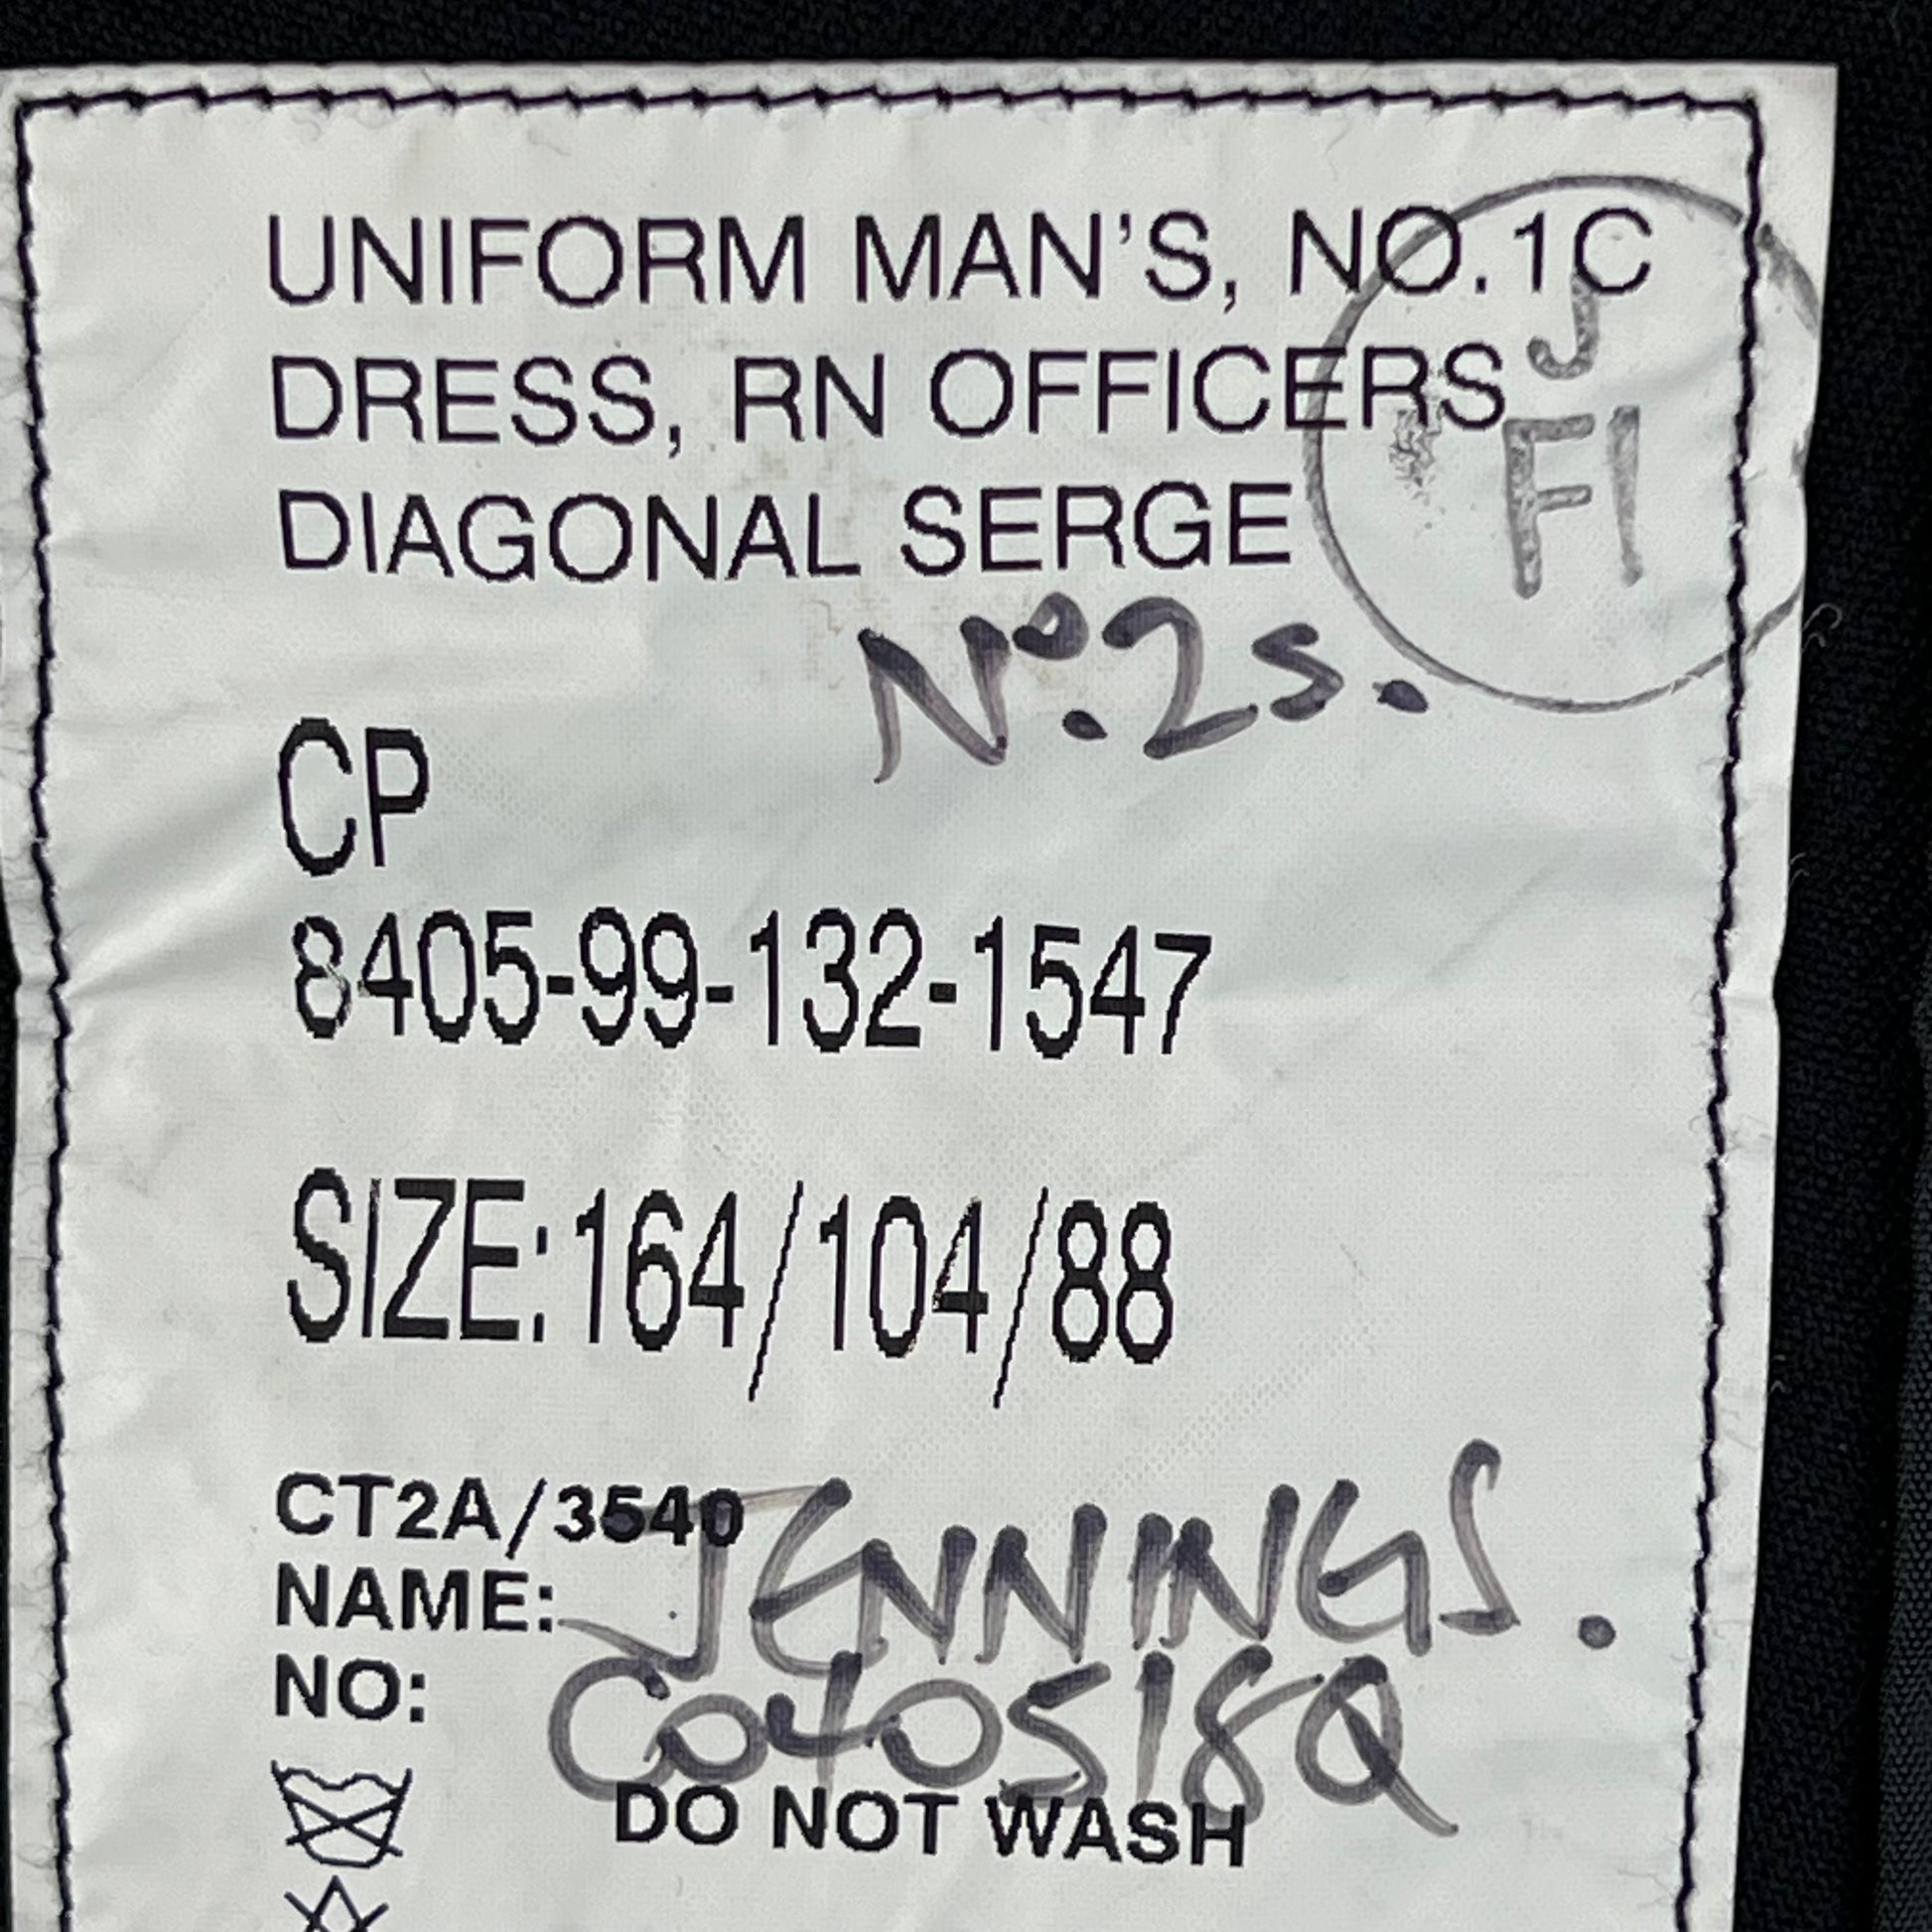 UNIFORM MAN'S, NO.1C
DRESS, RN OFFICERS
DIAGONAL SERGE
J
F1
Nº.2s.
CP
8405-99-132-1547
SIZE:164/104/88
CT2A/3540
NAME: JENNINGS.
NO: C040518Q
DO NOT WASH